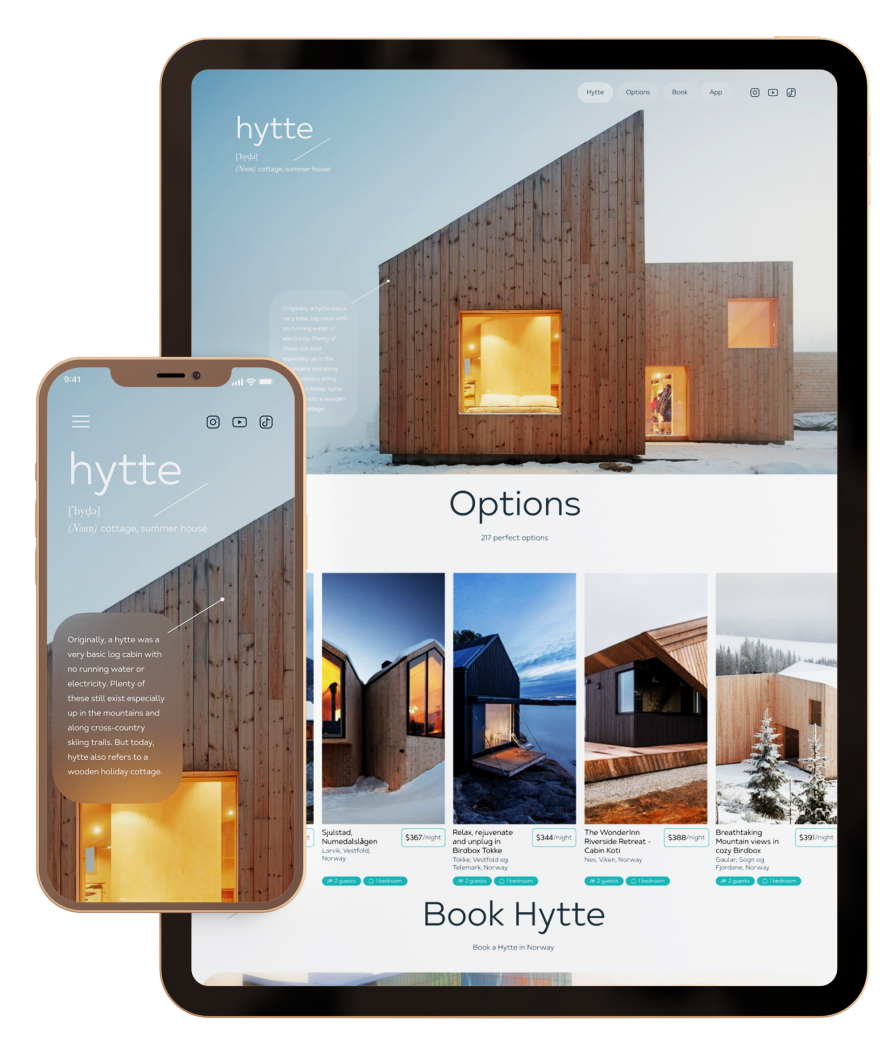 Hytte
Options
Book
App
hytte
['hyḍə]
(Noun) cottage, summer house
Originally, a hytte was a
very basic log cabin with
no running water or
electricity. Plenty of
these still exist
especially up in the
mountains and along
country along
today, hytte
to a wooden
cottage.
Options
217 perfect options
Sjulstad,
Numedalslågen
Larvik, Vestfold,
Norway
$367/night
2 guests
1 bedroom
Relax, rejuvenate
and unplug in
Birdbox Tokke
Tokke, Vestfold og
Telemark, Norway
$344/night
2 guests
1 bedroom
The WonderInn
Riverside Retreat -
Cabin Koti
Nes, Viken, Norway
$388/night
2 guests
1 bedroom
Breathtaking
Mountain views in
cozy Birdbox
Gaular, Sogn og
Fjordane, Norway
$391/night
2 guests
1 bedroom
Book Hytte
Book a Hytte in Norway
9:41
hytte
['hyḍə]
(Noun) cottage, summer house
Originally, a hytte was a
very basic log cabin with
no running water or
electricity. Plenty of
these still exist especially
up in the mountains and
along cross-country
skiing trails. But today,
hytte also refers to a
wooden holiday cottage.